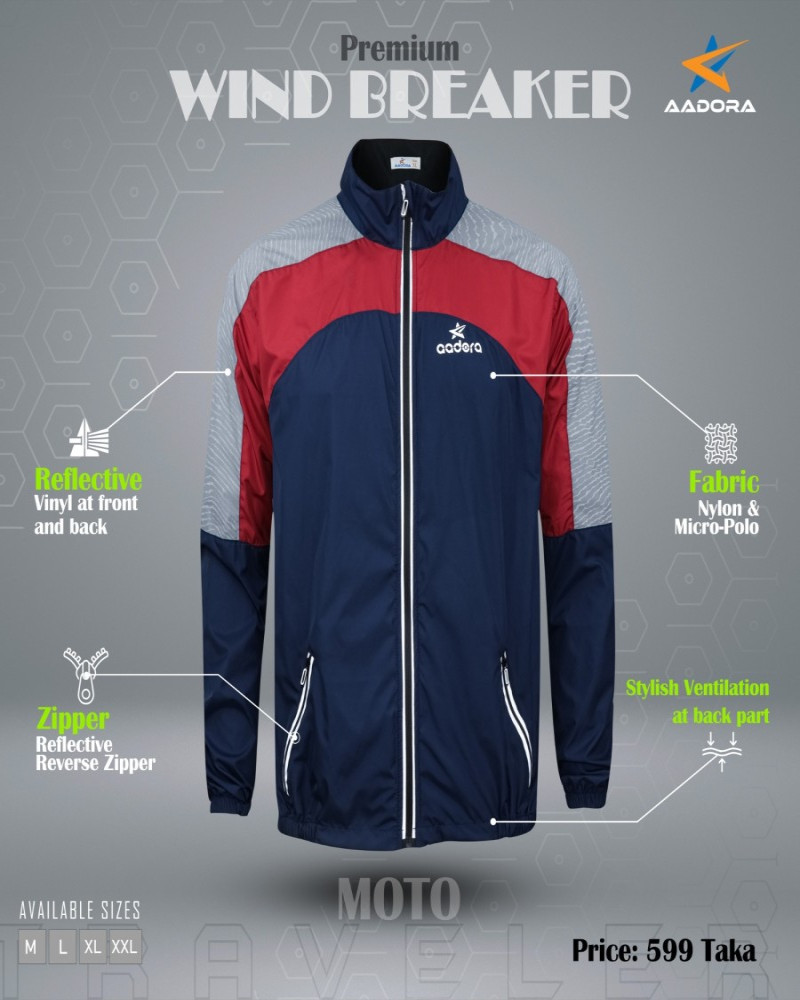 Premium
WIND BREAKER
AADORA
aadora
Reflective
Vinyl at front
and back
Fabric
Nylon &
Micro-Polo
Zipper
Reflective
Reverse Zipper
Stylish Ventilation
at back part
MOTO
TRAVELER
AVAILABLE SIZES
M L XL XXL
Price: 599 Taka